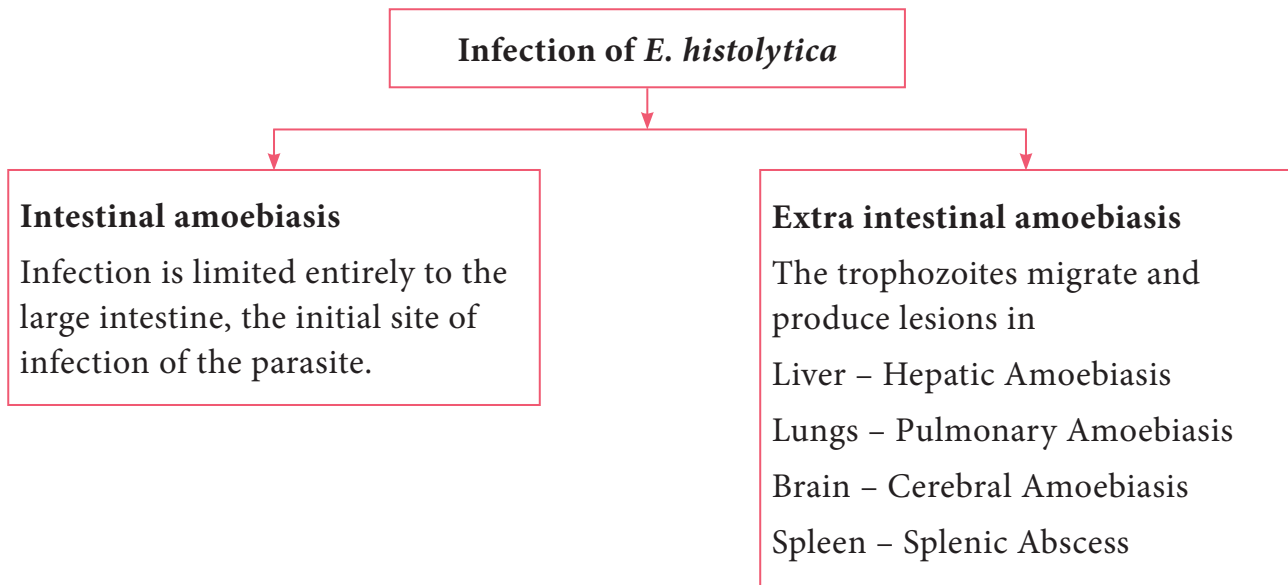 Infection of E. histolytica
Intestinal amoebiasis
Infection is limited entirely to the
large intestine, the initial site of
infection of the parasite.
Extra intestinal amoebiasis
The trophozoites migrate and
produce lesions in
Liver – Hepatic Amoebiasis
Lungs – Pulmonary Amoebiasis
Brain – Cerebral Amoebiasis
Spleen – Splenic Abscess